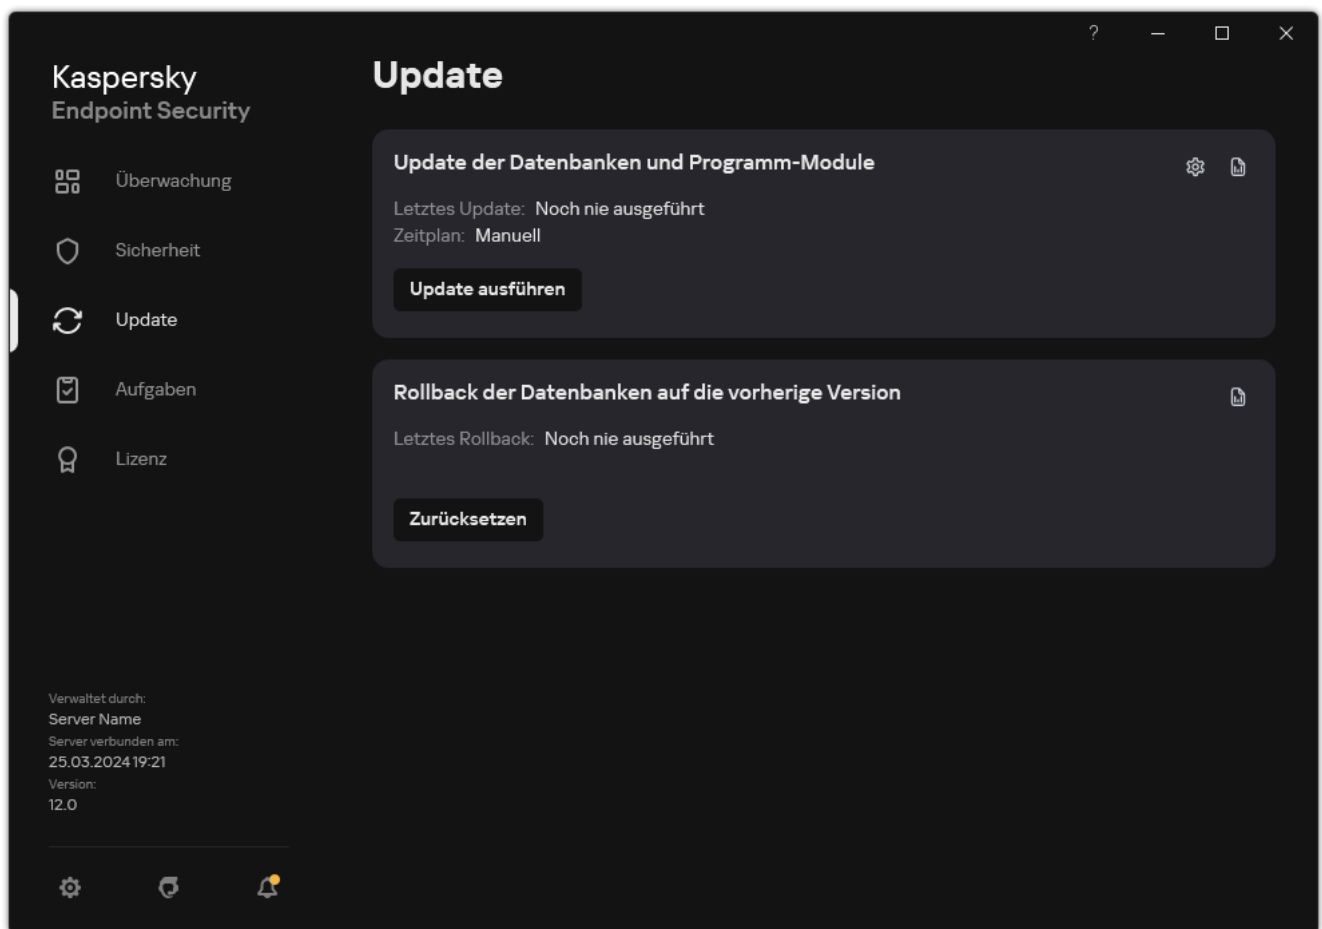 ?
Kaspersky
Endpoint Security
Überwachung
Sicherheit
Update
Aufgaben
Lizenz
Verwaltet durch:
Server Name
Server verbunden am:
25.03.2024 19:21
Version:
12.0
Update
Update der Datenbanken und Programm-Module
Letztes Update: Noch nie ausgeführt
Zeitplan: Manuell
Update ausführen
Rollback der Datenbanken auf die vorherige Version
Letztes Rollback: Noch nie ausgeführt
Zurücksetzen